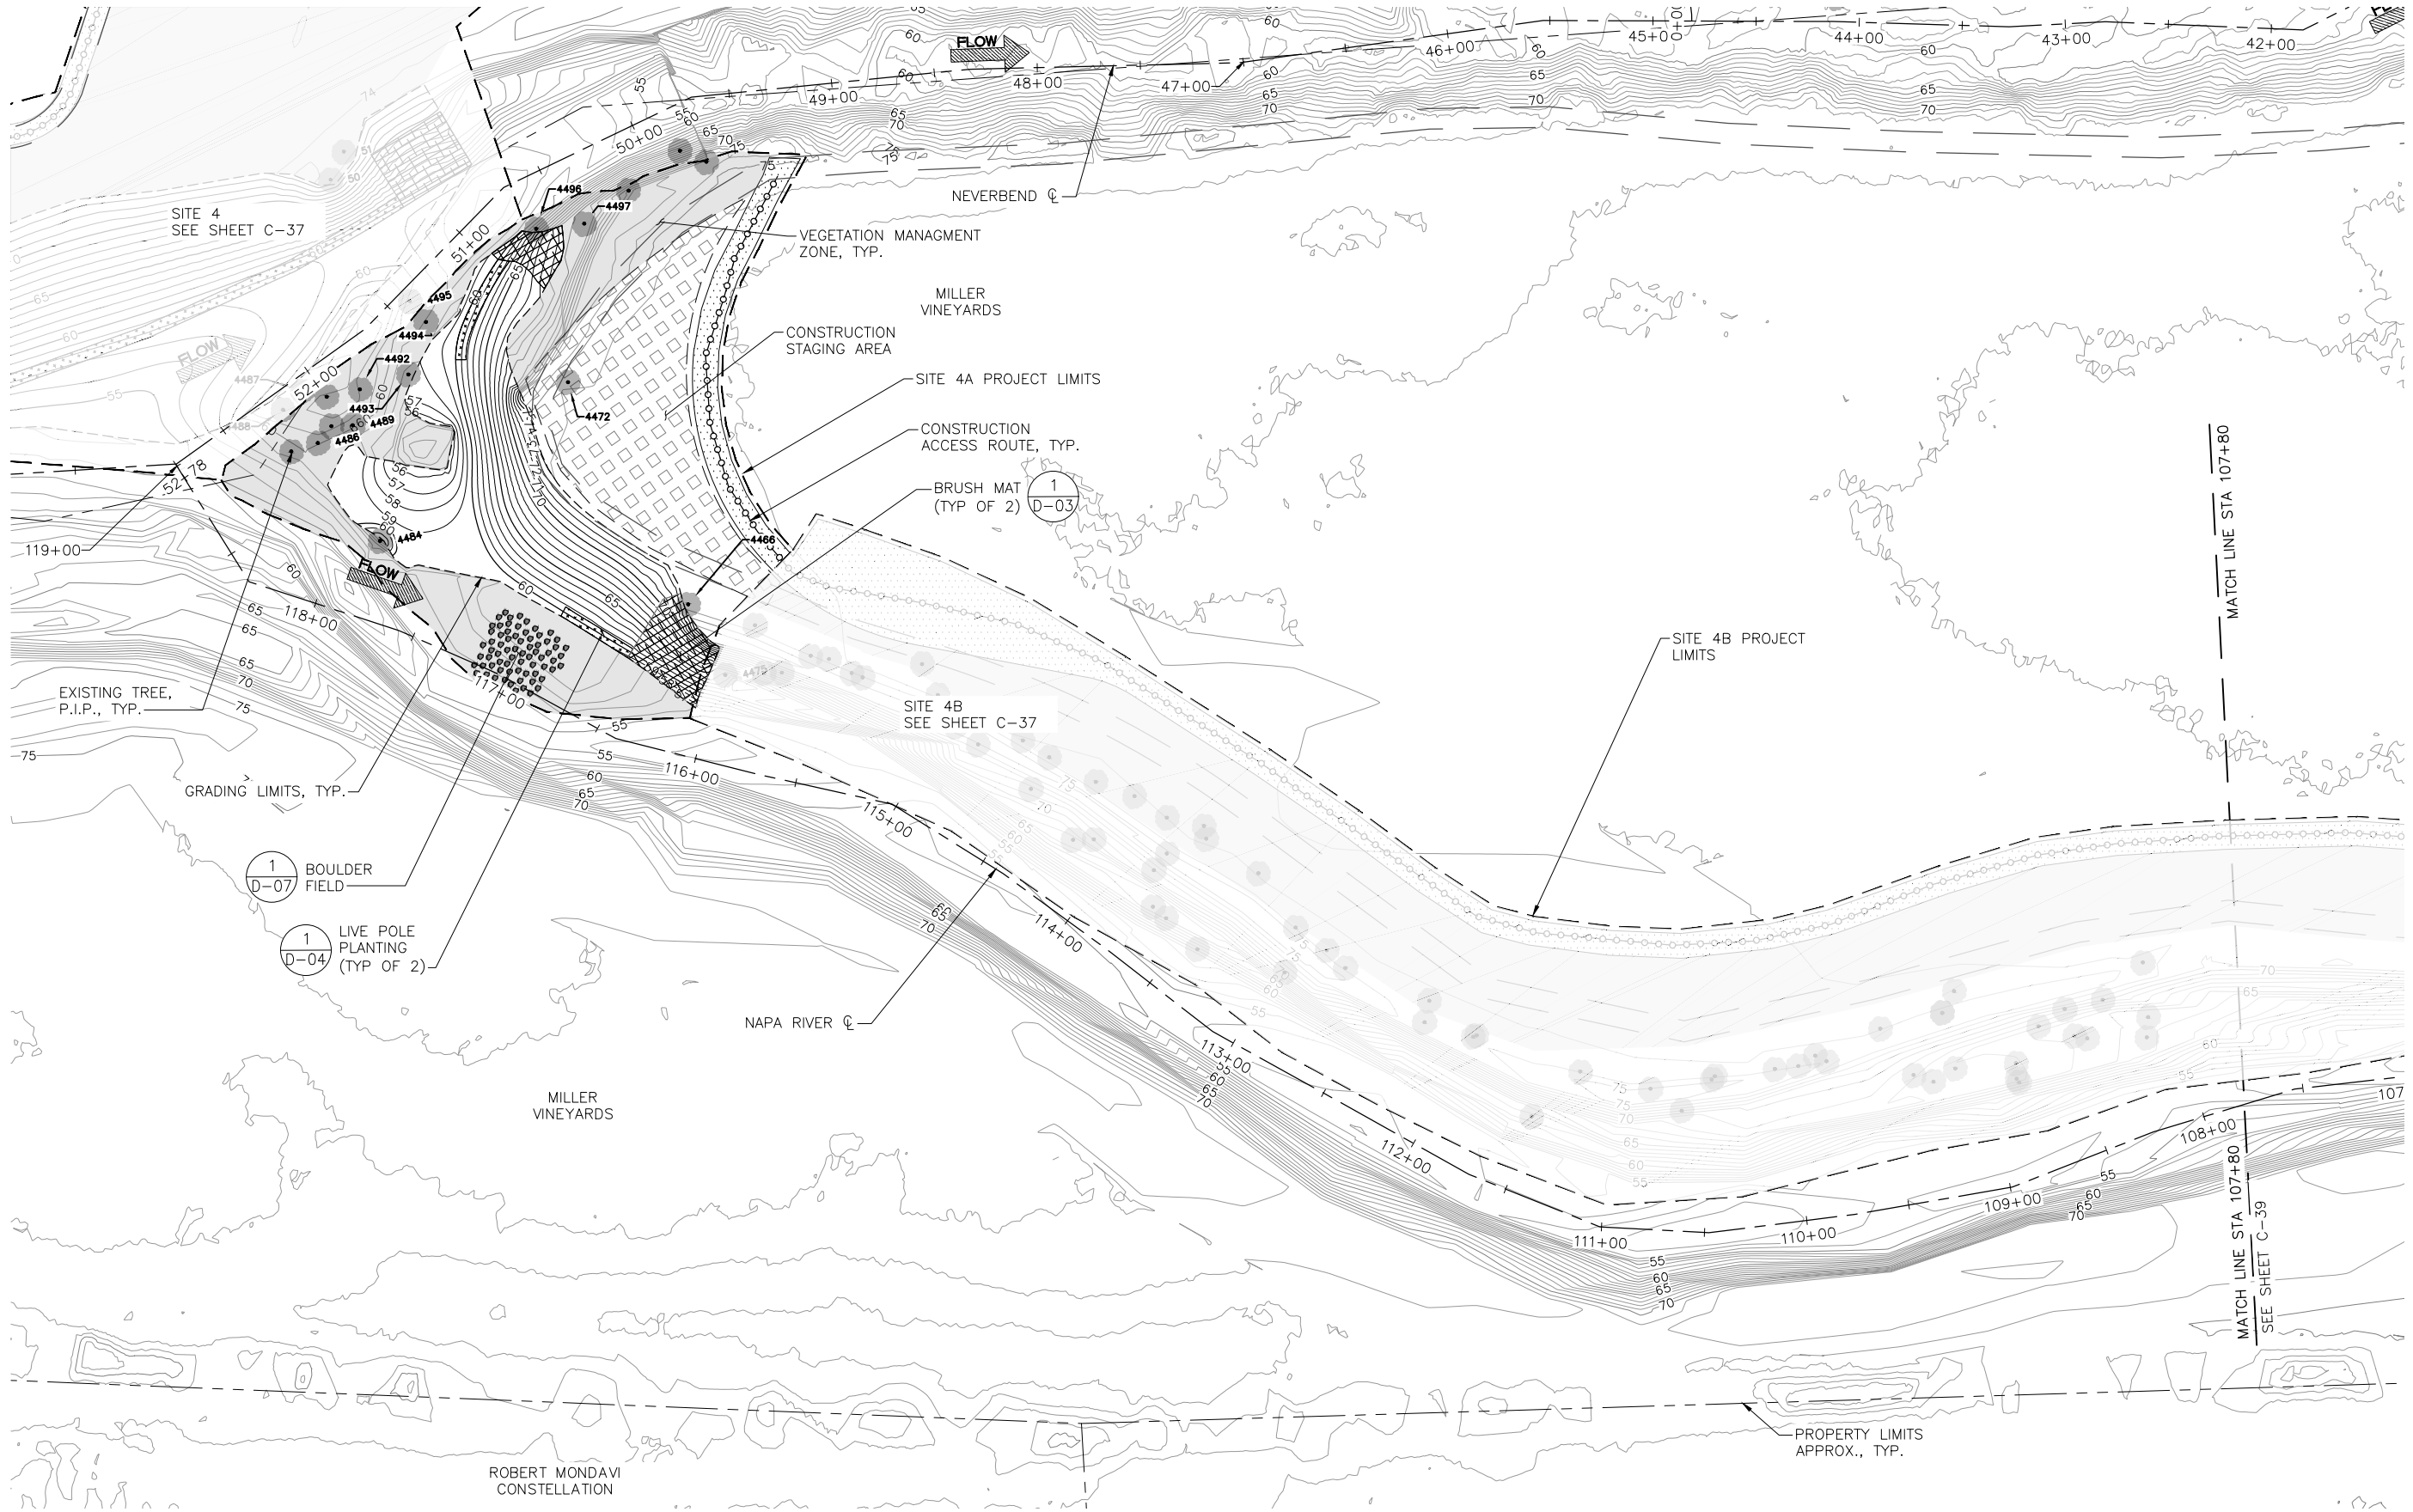 FLOW
49+00
48+00
47+00
46+00
45+00
44+00
43+00
42+00
50+00
51+00
52+00
52+78
NEVERBEND ℄
SITE 4
SEE SHEET C-37
4496
4497
4495
4494
4492
4493
4489
4486
4487
4488
4472
4484
4466
4475
VEGETATION MANAGMENT
ZONE, TYP.
MILLER
VINEYARDS
CONSTRUCTION
STAGING AREA
SITE 4A PROJECT LIMITS
CONSTRUCTION
ACCESS ROUTE, TYP.
BRUSH MAT
(TYP OF 2)
1
D-03
FLOW
FLOW
119+00
118+00
117+00
116+00
115+00
114+00
113+00
112+00
111+00
110+00
109+00
108+00
107
EXISTING TREE,
P.I.P., TYP.
GRADING LIMITS, TYP.
1
D-07
BOULDER
FIELD
1
D-04
LIVE POLE
PLANTING
(TYP OF 2)
SITE 4B
SEE SHEET C-37
SITE 4B PROJECT
LIMITS
NAPA RIVER ℄
MILLER
VINEYARDS
MATCH LINE STA 107+80
MATCH LINE STA 107+80
SEE SHEET C-39
PROPERTY LIMITS
APPROX., TYP.
ROBERT MONDAVI
CONSTELLATION